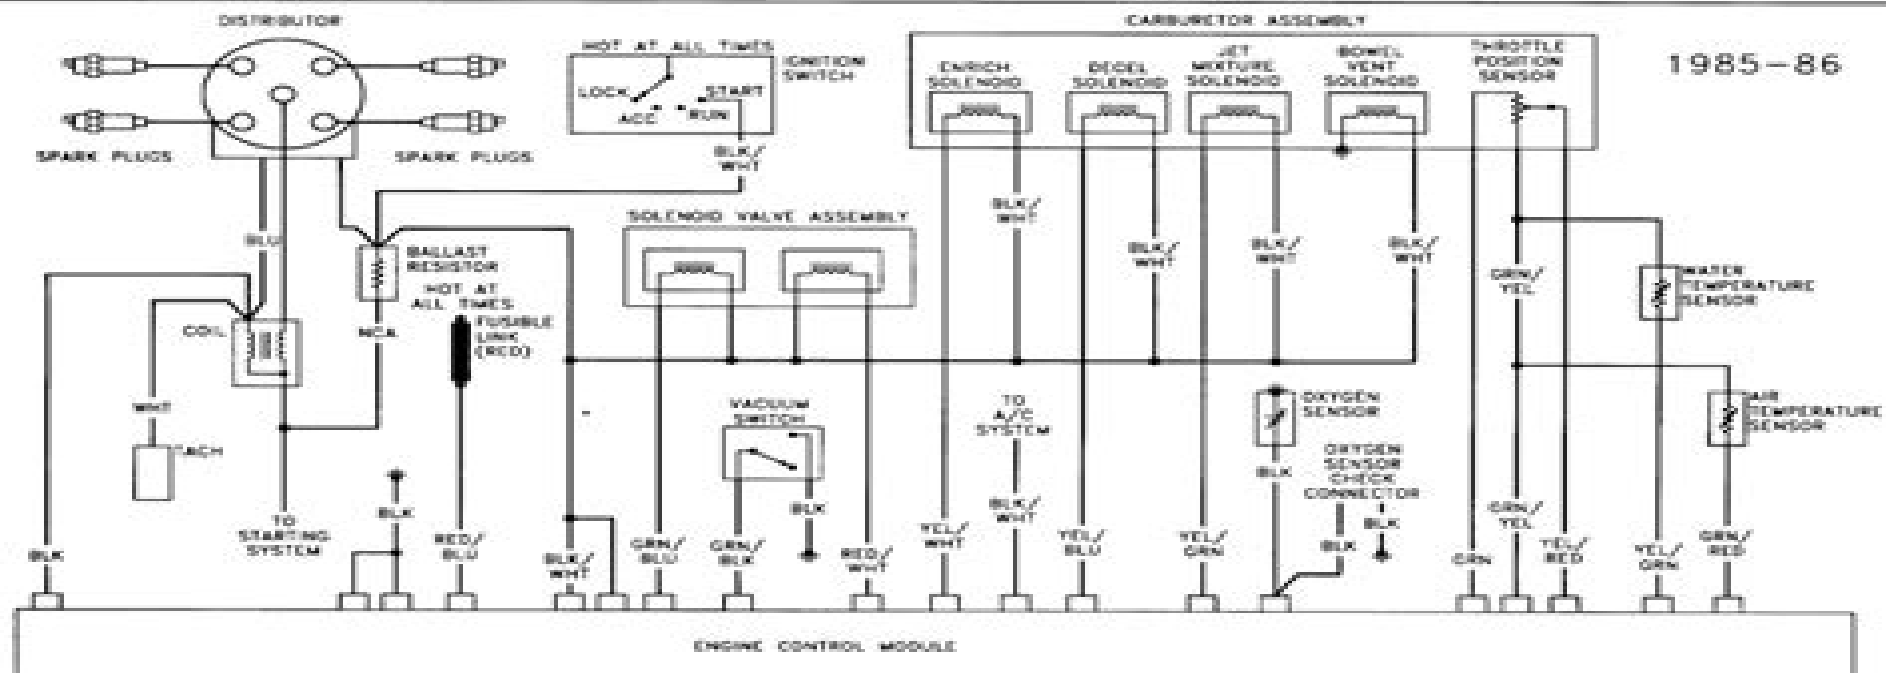 DISTRIBUTOR
CARBURETOR ASSEMBLY
1985-86
HOT AT ALL TIMES
IGNITION
SWITCH
LOCK
ACC
RUN
START
ENRICH
SOLENOID
DECEL
SOLENOID
JET
MIXTURE
SOLENOID
BOWEL
VENT
SOLENOID
THROTTLE
POSITION
SENSOR
SPARK PLUGS
SPARK PLUGS
BLK/
WHT
BLU
SOLENOID VALVE ASSEMBLY
BALLAST
RESISTOR
HOT AT
ALL TIMES
FUSIBLE
LINK
(RED)
COIL
NCA
WHT
TACH
BLK/
WHT
BLK/
WHT
BLK/
WHT
BLK/
WHT
GRN/
YEL
WATER
TEMPERATURE
SENSOR
VACUUM
SWITCH
TO
A/C
SYSTEM
OXYGEN
SENSOR
AIR
TEMPERATURE
SENSOR
OXYGEN
SENSOR
CHECK
CONNECTOR
BLK
TO
STARTING
SYSTEM
BLK
BLK
RED/
BLU
BLK/
WHT
GRN/
BLU
GRN/
BLK
BLK
RED/
WHT
YEL/
WHT
BLK/
WHT
YEL/
BLU
YEL/
GRN
BLK
BLK
GRN
GRN/
YEL
YEL/
RED
YEL/
GRN
GRN/
RED
ENGINE CONTROL MODULE